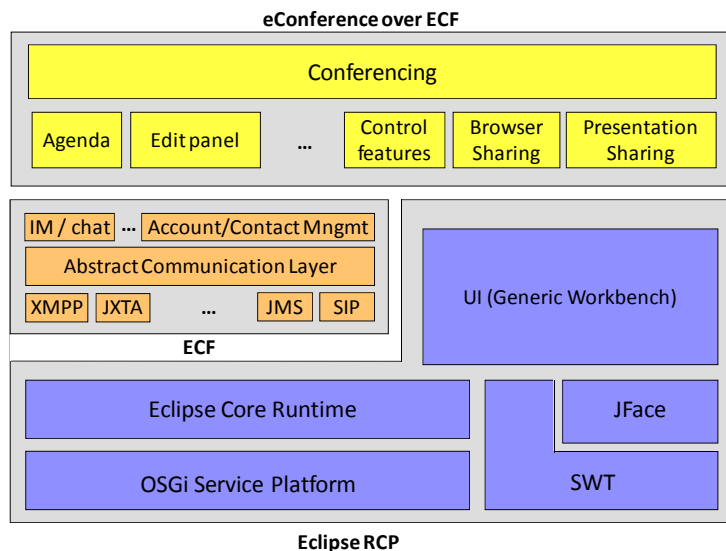 eConference over ECF
Conferencing
Agenda
Edit panel
...
Control
features
Browser
Sharing
Presentation
Sharing
IM / chat
...
Account/Contact Mngmt
Abstract Communication Layer
XMPP
JXTA
...
JMS
SIP
ECF
UI (Generic Workbench)
Eclipse Core Runtime
JFace
OSGi Service Platform
SWT
Eclipse RCP